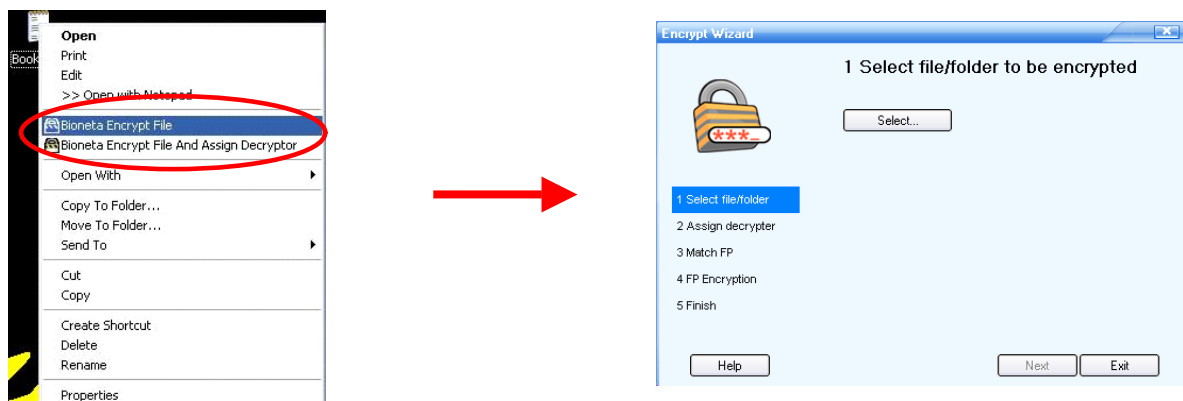 Book
Open
Print
Edit
>> Open with Notepad
Bioneta Encrypt File
Bioneta Encrypt File And Assign Decryptor
Open With
Copy To Folder...
Move To Folder...
Send To
Cut
Copy
Create Shortcut
Delete
Rename
Properties
Encrypt Wizard
1 Select file/folder to be encrypted
Select...
***_
1 Select file/folder
2 Assign decrypter
3 Match FP
4 FP Encryption
5 Finish
Help
Next
Exit